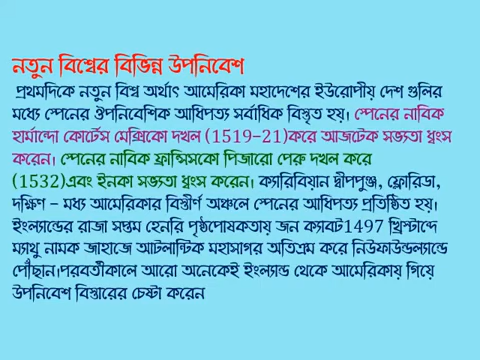 নতুন বিশ্বের বিভিন্ন উপনিবেশ
প্রথমদিকে নতুন বিশ্ব অর্থাৎ আমেরিকা মহাদেশের ইউরোপীয় দেশ গুলির
মধ্যে স্পেনের ঔপনিবেশিক আধিপত্য সর্বাধিক বিস্তৃত হয়। স্পেনের নাবিক
হার্মান্দো কোর্টেস মেক্সিকো দখল (1519-21)করে আজটেক সভ্যতা ধ্বংস
করেন। স্পেনের নাবিক ফ্রান্সিসকো পিজারো পেরু দখল করে
(1532)এবং ইনকা সভ্যতা ধ্বংস করেন। ক্যারিবিয়ান দ্বীপপুঞ্জ, ফ্লোরিডা,
দক্ষিণ – মধ্য আমেরিকার বিস্তীর্ণ অঞ্চলে স্পেনের আধিপত্য প্রতিষ্ঠিত হয়।
ইংল্যান্ডের রাজা সপ্তম হেনরি পৃষ্ঠপোষকতায় জন ক্যাবট1497 খ্রিস্টাব্দে
ম্যাথু নামক জাহাজে আটলান্টিক মহাসাগর অতিক্রম করে নিউফাউন্ডল্যান্ডে
পৌঁছান।পরবর্তীকালে আরো অনেকেই ইংল্যান্ড থেকে আমেরিকায় গিয়ে
উপনিবেশ বিস্তারের চেষ্টা করেন